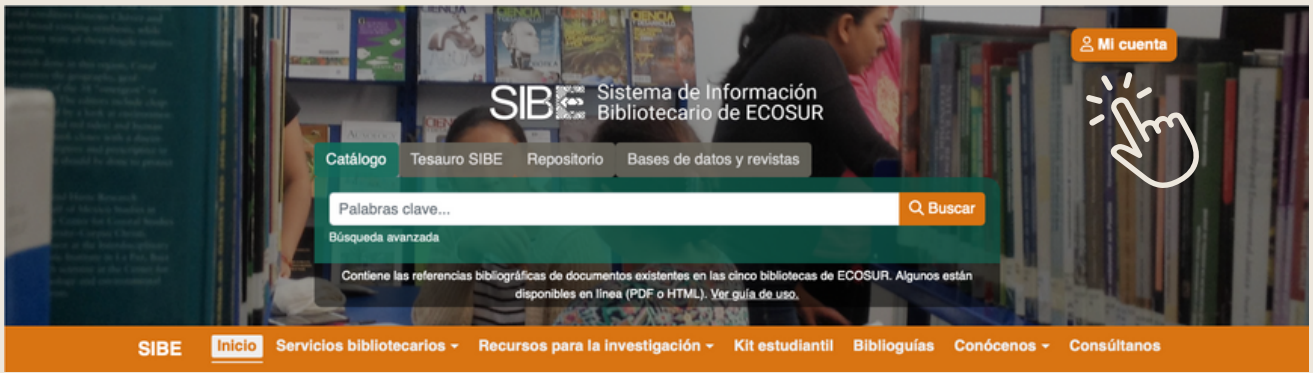 Mi cuenta
SIBE Sistema de Información
Bibliotecario de ECOSUR
Catálogo Tesauro SIBE Repositorio Bases de datos y revistas
Palabras clave... Buscar
Búsqueda avanzada
Contiene las referencias bibliográficas de documentos existentes en las cinco bibliotecas de ECOSUR. Algunos están
disponibles en línea (PDF o HTML). Ver guía de uso.
SIBE Inicio Servicios bibliotecarios Recursos para la investigación Kit estudiantil Biblioguías Conócenos Consúltanos